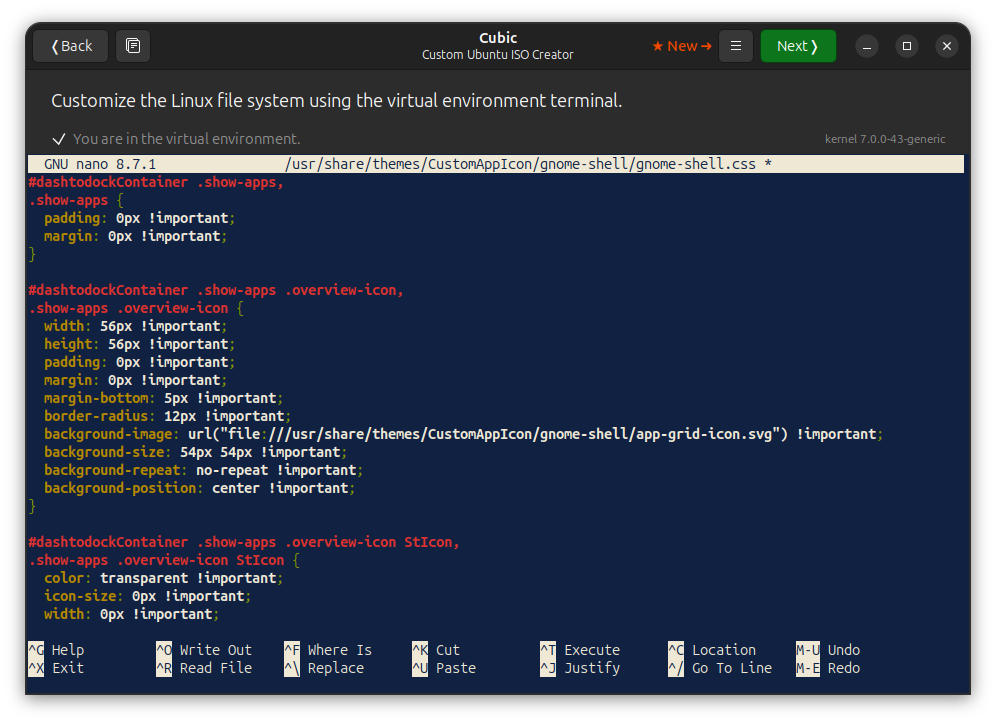 ❬Back
Cubic
Custom Ubuntu ISO Creator
★ New ➔
Next❭
Customize the Linux file system using the virtual environment terminal.
You are in the virtual environment.
kernel 7.0.0-43-generic
GNU nano 8.7.1 /usr/share/themes/CustomAppIcon/gnome-shell/gnome-shell.css *
#dashtodockContainer .show-apps,
.show-apps {
padding: 0px !important;
margin: 0px !important;
}
#dashtodockContainer .show-apps .overview-icon,
.show-apps .overview-icon {
width: 56px !important;
height: 56px !important;
padding: 0px !important;
margin: 0px !important;
margin-bottom: 5px !important;
border-radius: 12px !important;
background-image: url("file:///usr/share/themes/CustomAppIcon/gnome-shell/app-grid-icon.svg") !important;
background-size: 54px 54px !important;
background-repeat: no-repeat !important;
background-position: center !important;
}
#dashtodockContainer .show-apps .overview-icon StIcon,
.show-apps .overview-icon StIcon {
color: transparent !important;
icon-size: 0px !important;
width: 0px !important;
^G Help ^O Write Out ^F Where Is ^K Cut ^T Execute ^C Location M-U Undo
^X Exit ^R Read File ^\ Replace ^U Paste ^J Justify ^/ Go To Line M-E Redo